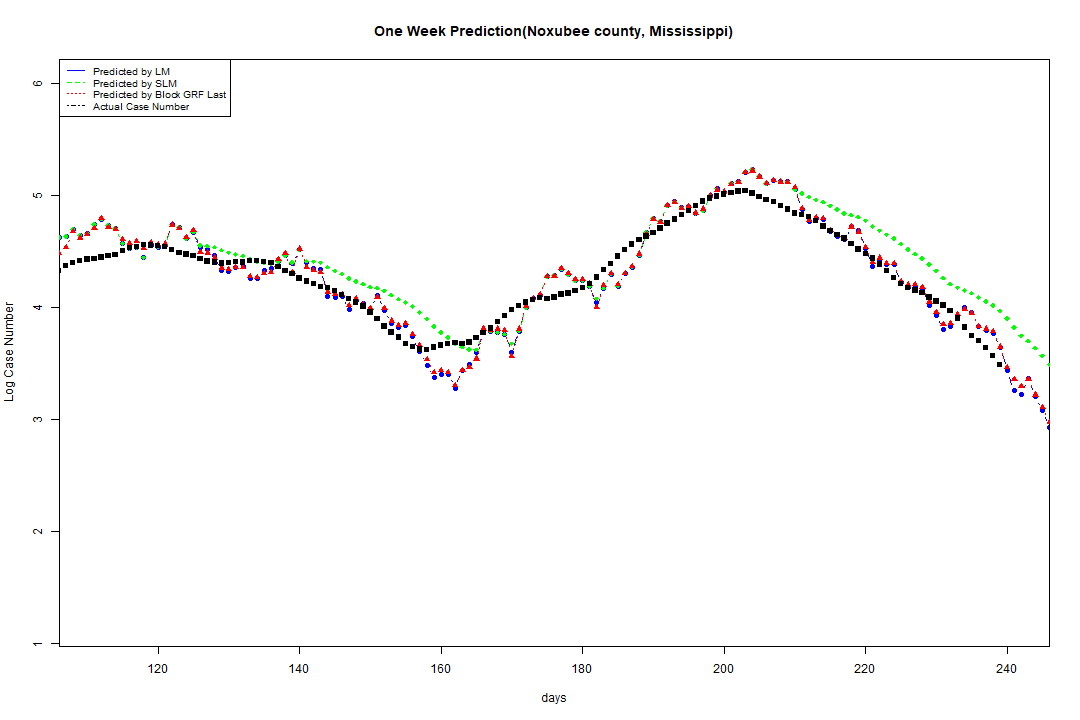 One Week Prediction(Noxubee county, Mississippi)
Predicted by LM
Predicted by SLM
Predicted by Block GRF Last
Actual Case Number
6
5
4
3
2
1
Log Case Number
120 140 160 180 200 220 240
days